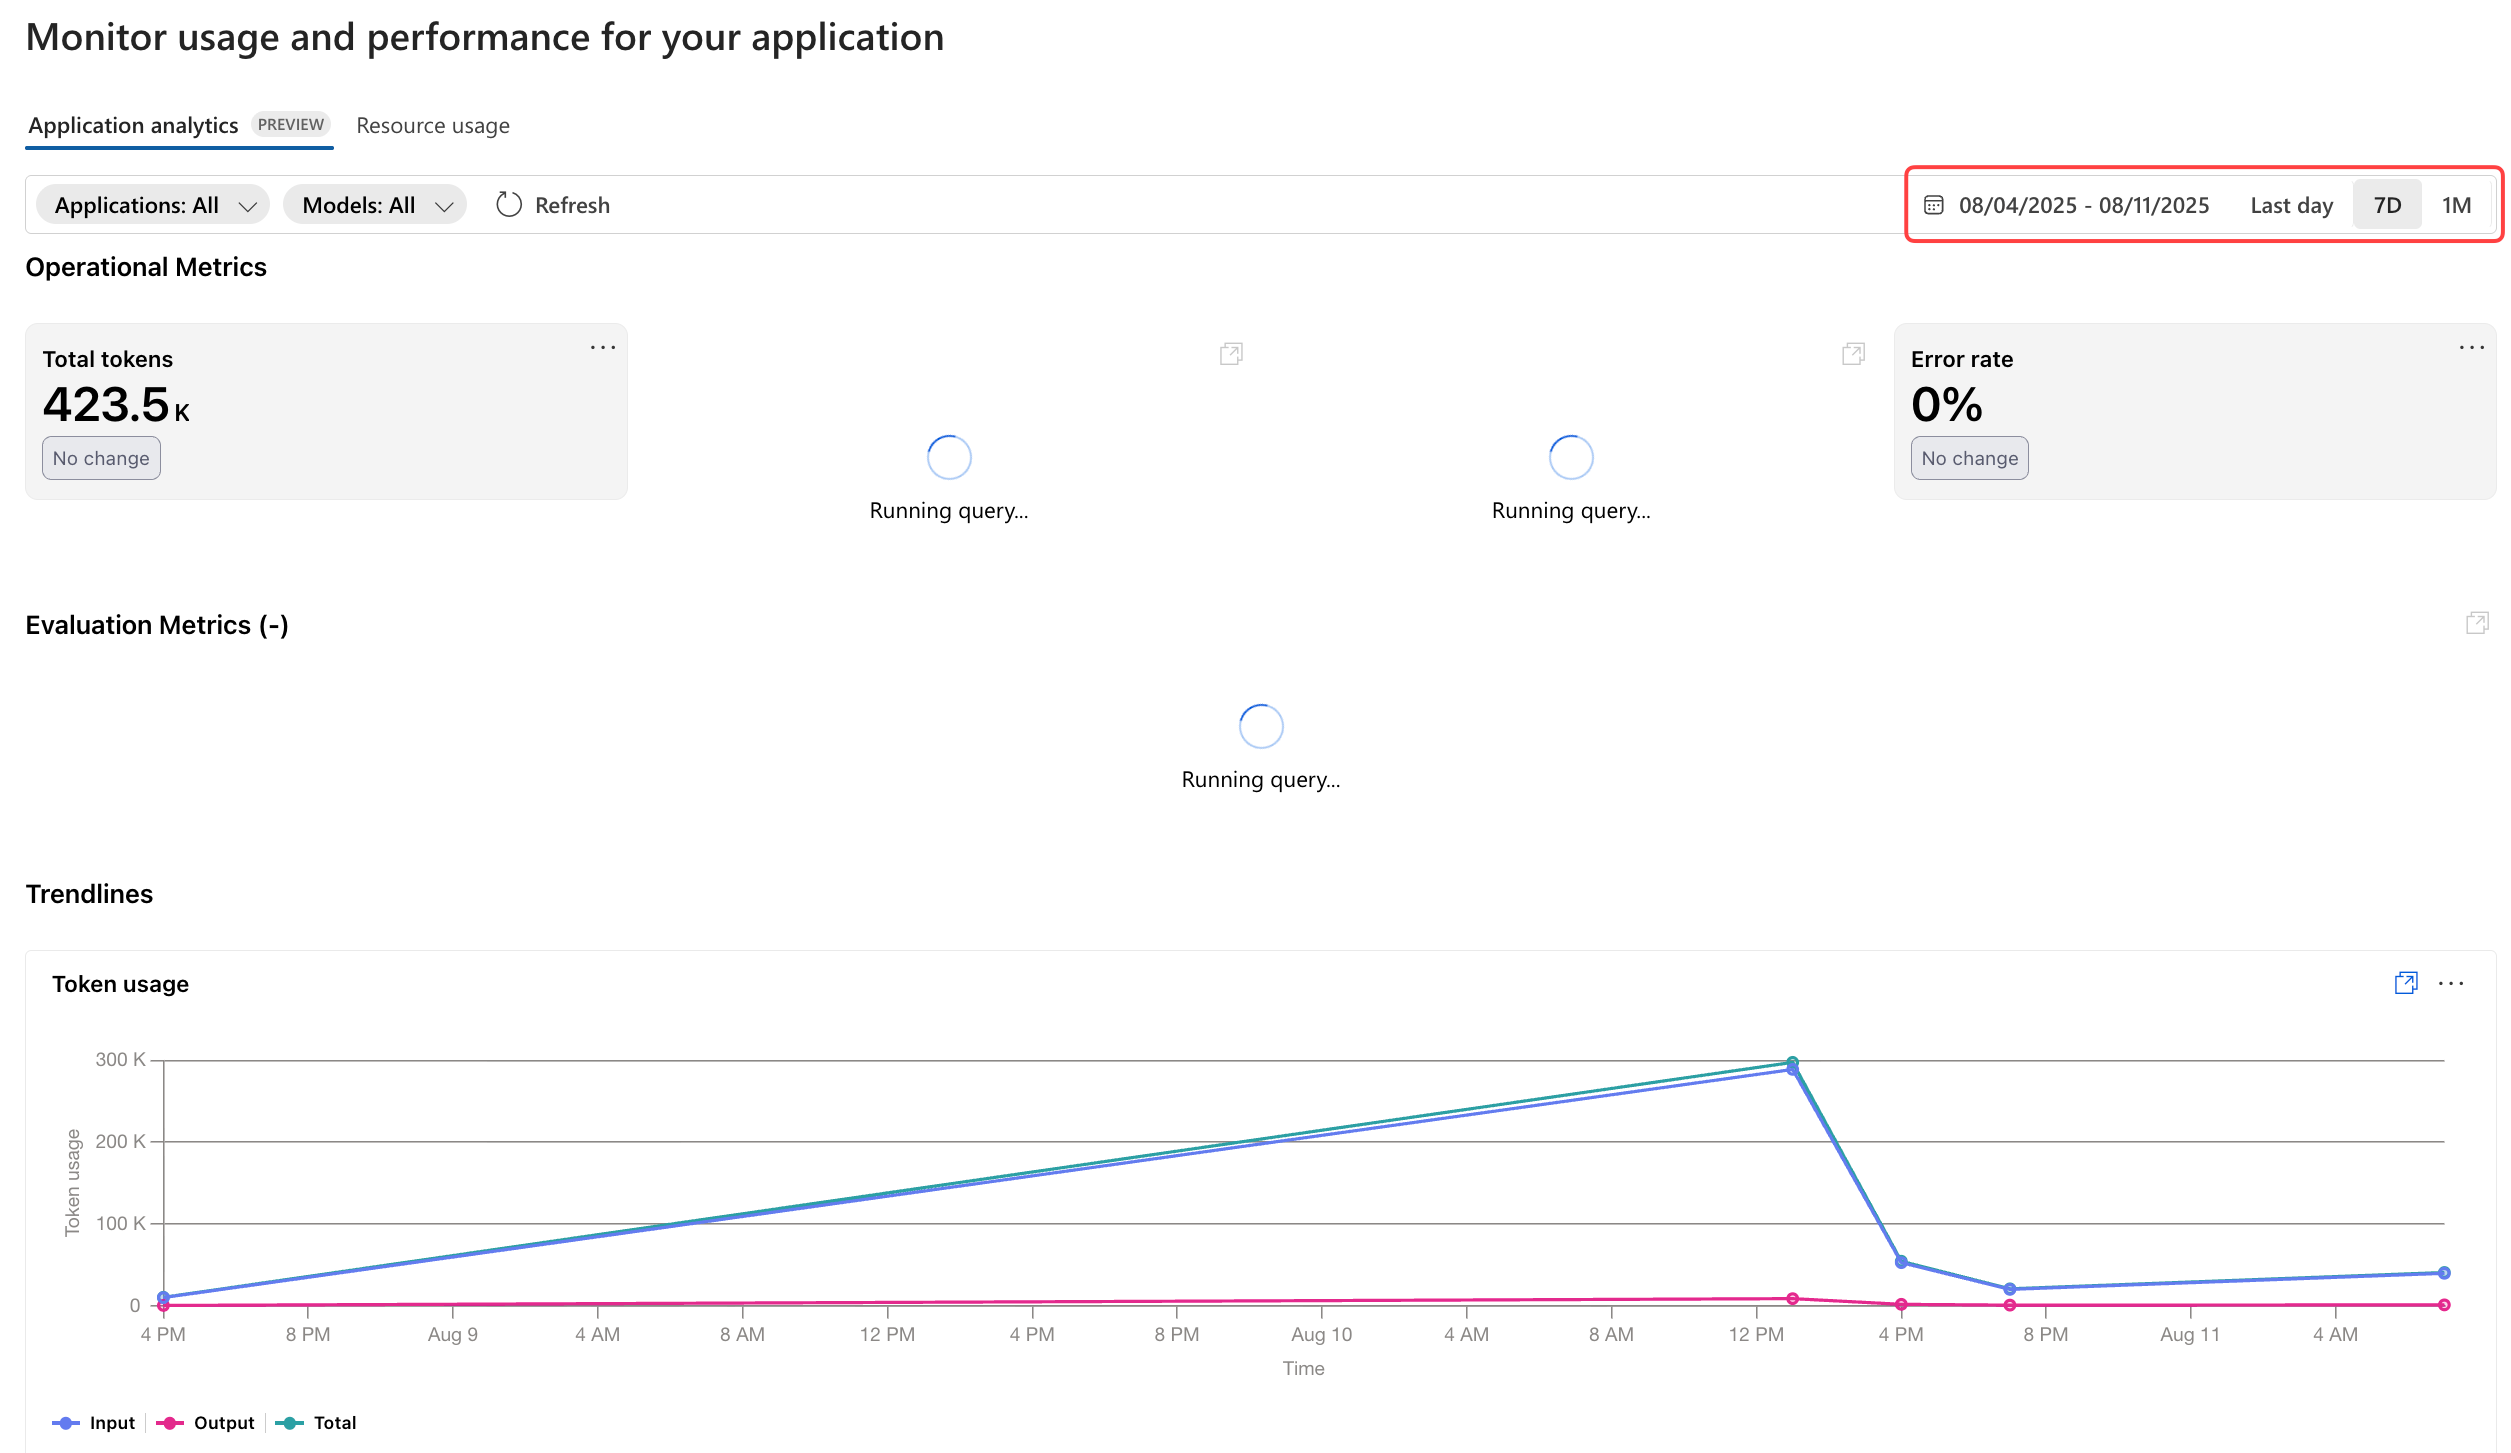 Monitor usage and performance for your application
Application analytics PREVIEW Resource usage
Applications: All Models: All Refresh 08/04/2025 - 08/11/2025 Last day 7D 1M
Operational Metrics
Total tokens
423.5 K
No change
Running query...
Running query...
Error rate
0%
No change
Evaluation Metrics (-)
Running query...
Trendlines
Token usage
Token usage
300 K
200 K
100 K
0
4 PM 8 PM Aug 9 4 AM 8 AM 12 PM 4 PM 8 PM Aug 10 4 AM 8 AM 12 PM 4 PM 8 PM Aug 11 4 AM
Time
Input Output Total